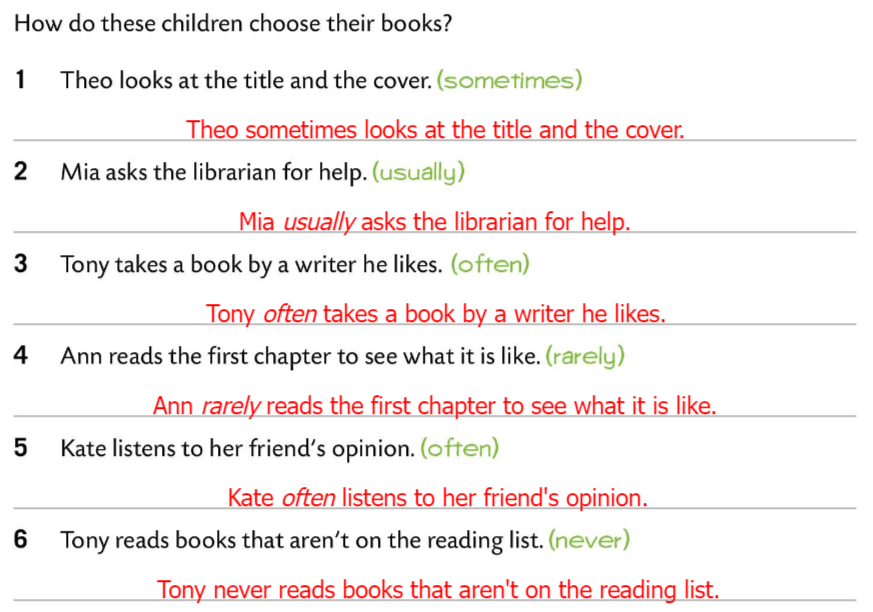 How do these children choose their books?
1 Theo looks at the title and the cover. (sometimes)
Theo sometimes looks at the title and the cover.
2 Mia asks the librarian for help. (usually)
Mia usually asks the librarian for help.
3 Tony takes a book by a writer he likes. (often)
Tony often takes a book by a writer he likes.
4 Ann reads the first chapter to see what it is like. (rarely)
Ann rarely reads the first chapter to see what it is like.
5 Kate listens to her friend's opinion. (often)
Kate often listens to her friend's opinion.
6 Tony reads books that aren't on the reading list. (never)
Tony never reads books that aren't on the reading list.